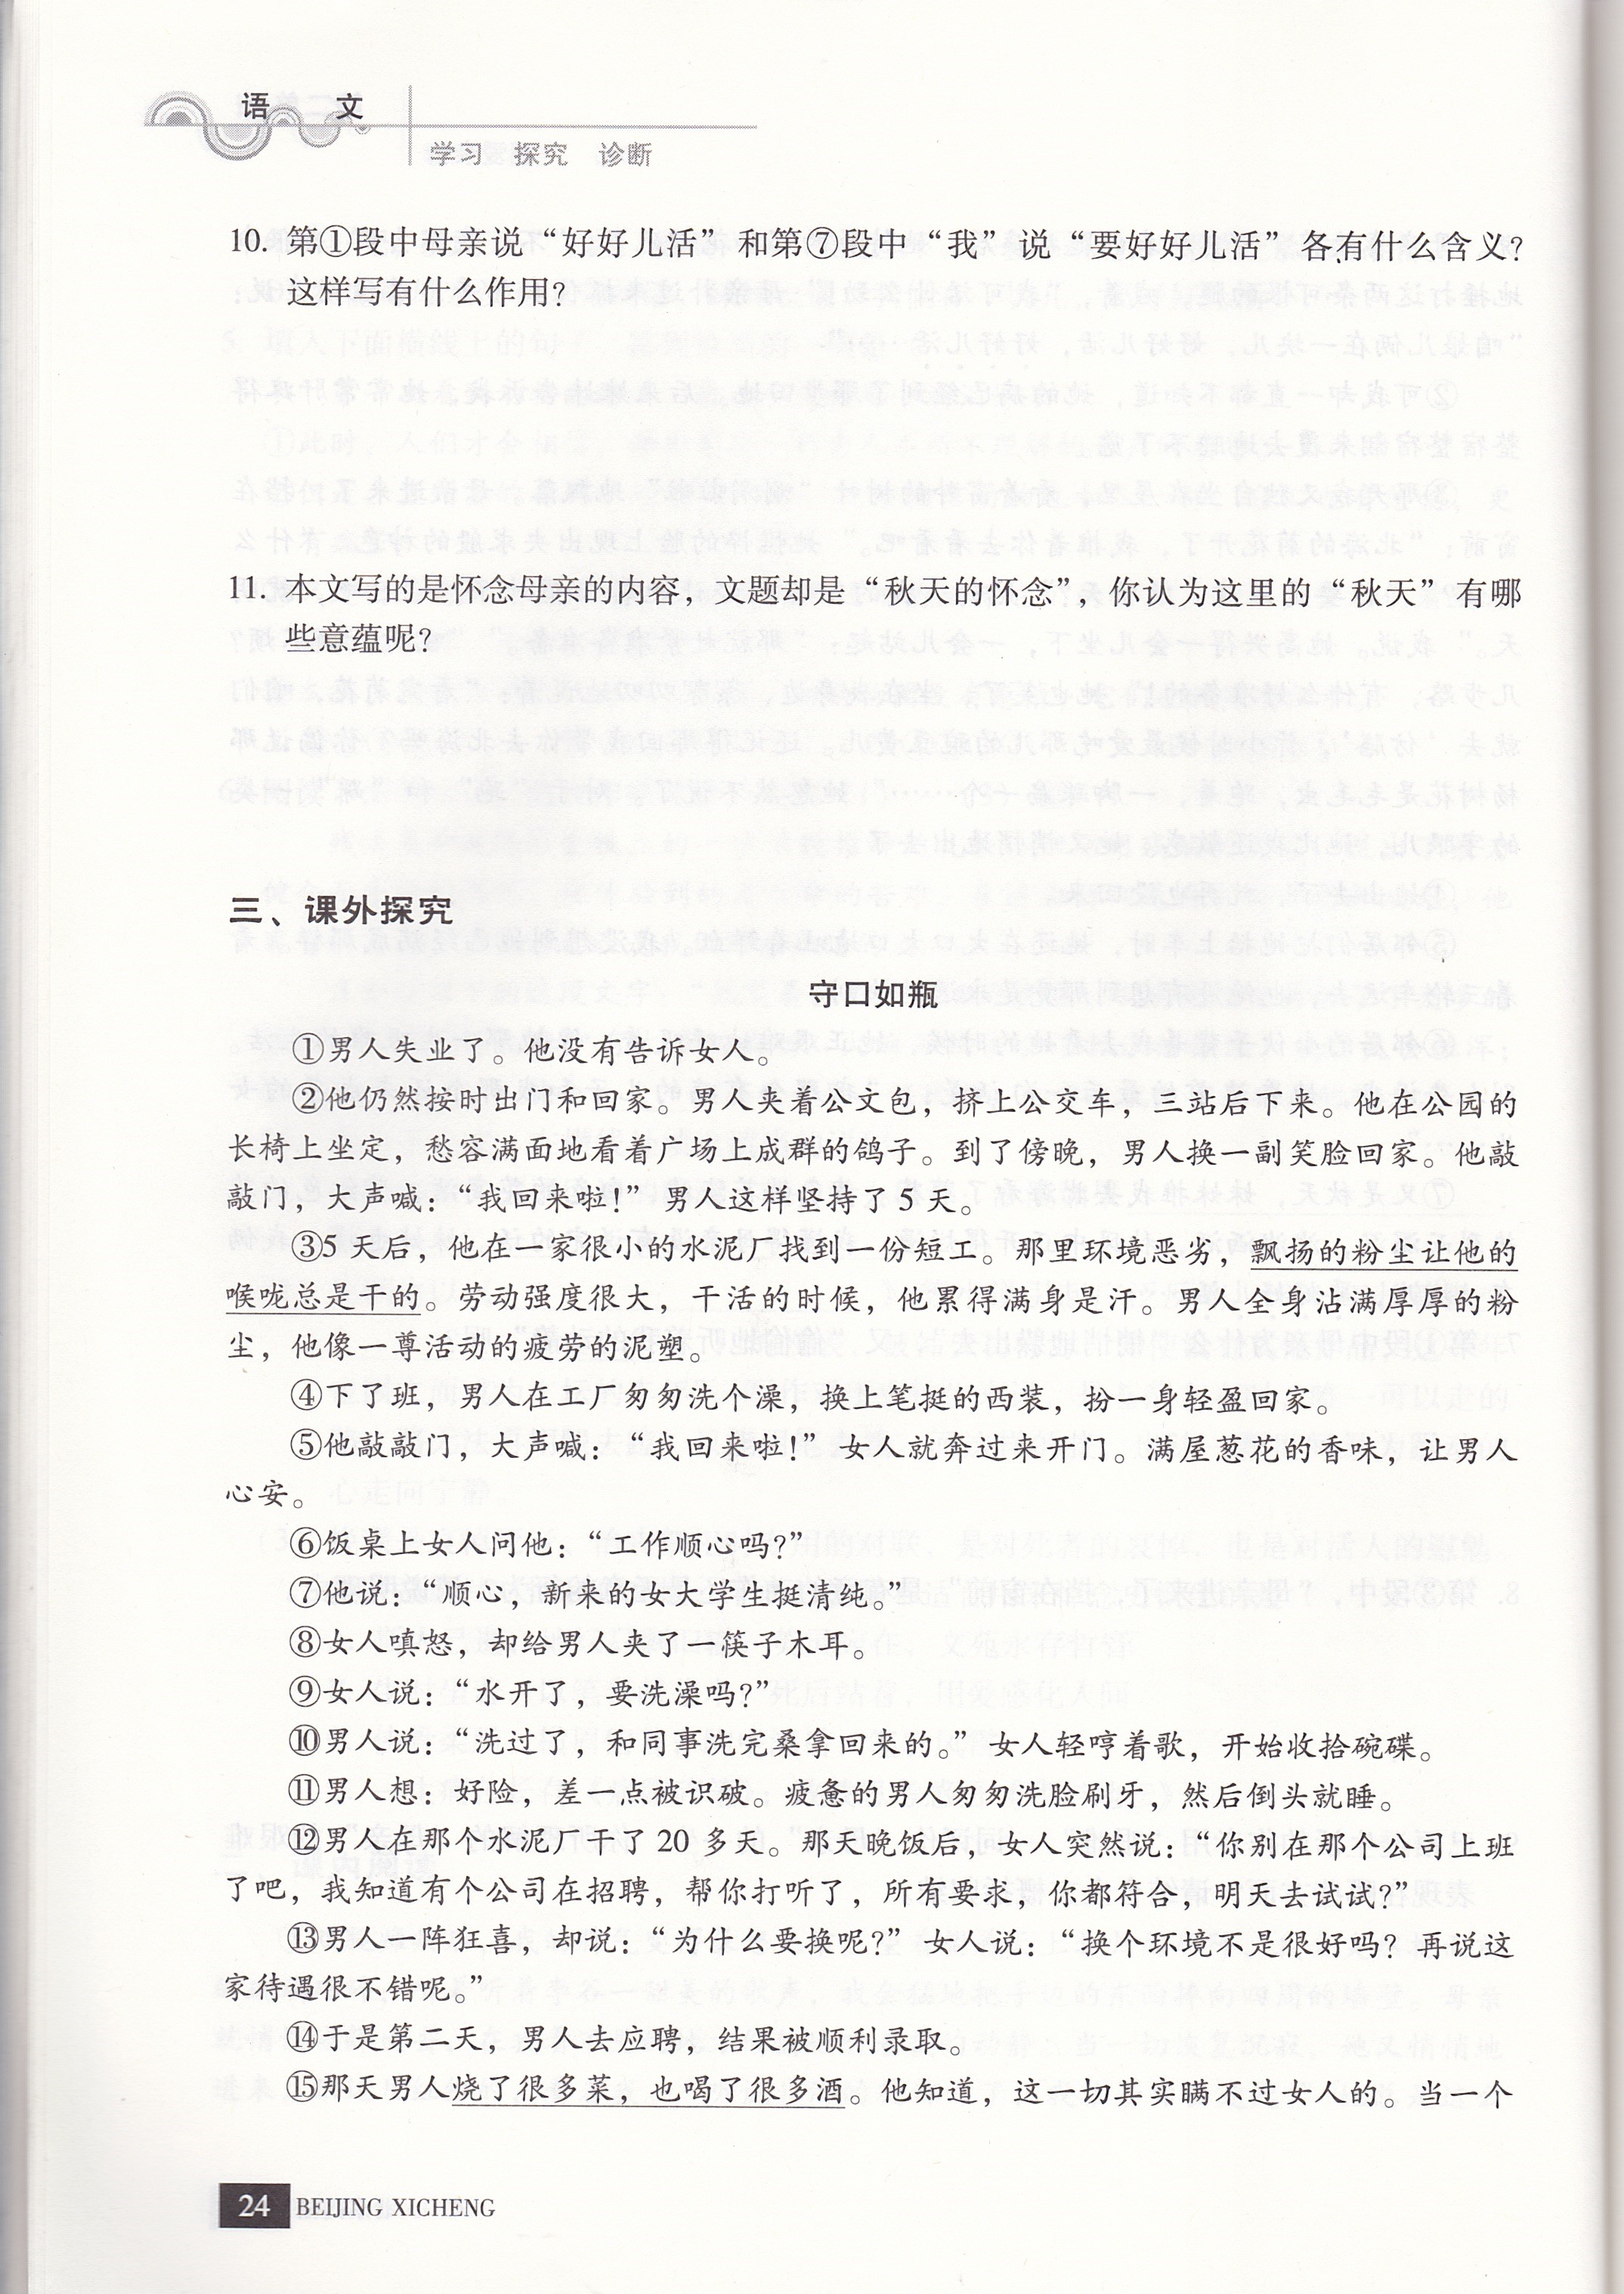 语 文
学习 探究 诊断
10. 第①段中母亲说“好好儿活”和第⑦段中“我”说“要好好儿活”各有什么含义?
这样写有什么作用?
11. 本文写的是怀念母亲的内容，文题却是“秋天的怀念”，你认为这里的“秋天”有哪
些意蕴呢?
三、课外探究
守口如瓶
①男人失业了。他没有告诉女人。
②他仍然按时出门和回家。男人夹着公文包，挤上公交车，三站后下来。他在公园的
长椅上坐定，愁容满面地看着广场上成群的鸽子。到了傍晚，男人换一副笑脸回家。他敲
敲门，大声喊：“我回来啦!”男人这样坚持了 5 天。
③5 天后，他在一家很小的水泥厂找到一份短工。那里环境恶劣，飘扬的粉尘让他的
喉咙总是干的。劳动强度很大，干活的时候，他累得满身是汗。男人全身沾满厚厚的粉
尘，他像一尊活动的疲劳的泥塑。
④下了班，男人在工厂匆匆洗个澡，换上笔挺的西装，扮一身轻盈回家。
⑤他敲敲门，大声喊：“我回来啦!”女人就奔过来开门。满屋葱花的香味，让男人
心安。
⑥饭桌上女人问他：“工作顺心吗?”
⑦他说：“顺心，新来的女大学生挺清纯。”
⑧女人嗔怒，却给男人夹了一筷子木耳。
⑨女人说：“水开了，要洗澡吗?”
⑩男人说：“洗过了，和同事洗完桑拿回来的。”女人轻哼着歌，开始收拾碗碟。
⑪男人想：好险，差一点被识破。疲惫的男人匆匆洗脸刷牙，然后倒头就睡。
⑫男人在那个水泥厂干了 20 多天。那天晚饭后，女人突然说：“你别在那个公司上班
了吧，我知道有个公司在招聘，帮你打听了，所有要求，你都符合，明天去试试?”
⑬男人一阵狂喜，却说：“为什么要换呢?”女人说：“换个环境不是很好吗? 再说这
家待遇很不错呢。”
⑭于是第二天，男人去应聘，结果被顺利录取。
⑮那天男人烧了很多菜，也喝了很多酒。他知道，这一切其实瞒不过女人的。当一个
24 BEIJING XICHENG